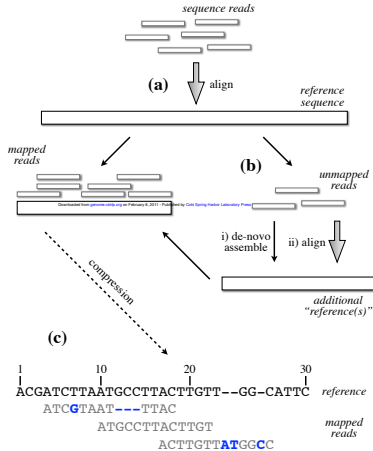 sequence reads
(a)
align
reference
sequence
mapped
reads
(b)
unmapped
reads
Downloaded from genome.cshlp.org on February 8, 2011 - Published by Cold Spring Harbor Laboratory Press
i) de-novo
assemble
ii) align
additional
"reference(s)"
compression
(c)
1 10 20 30
ACGATCTTAATGCCTTACTTGTT--GG-CATTC reference
ATCGTAAT---TTAC
ATGCCTTACTTGT
mapped
reads
ACTTGTTATGGCC